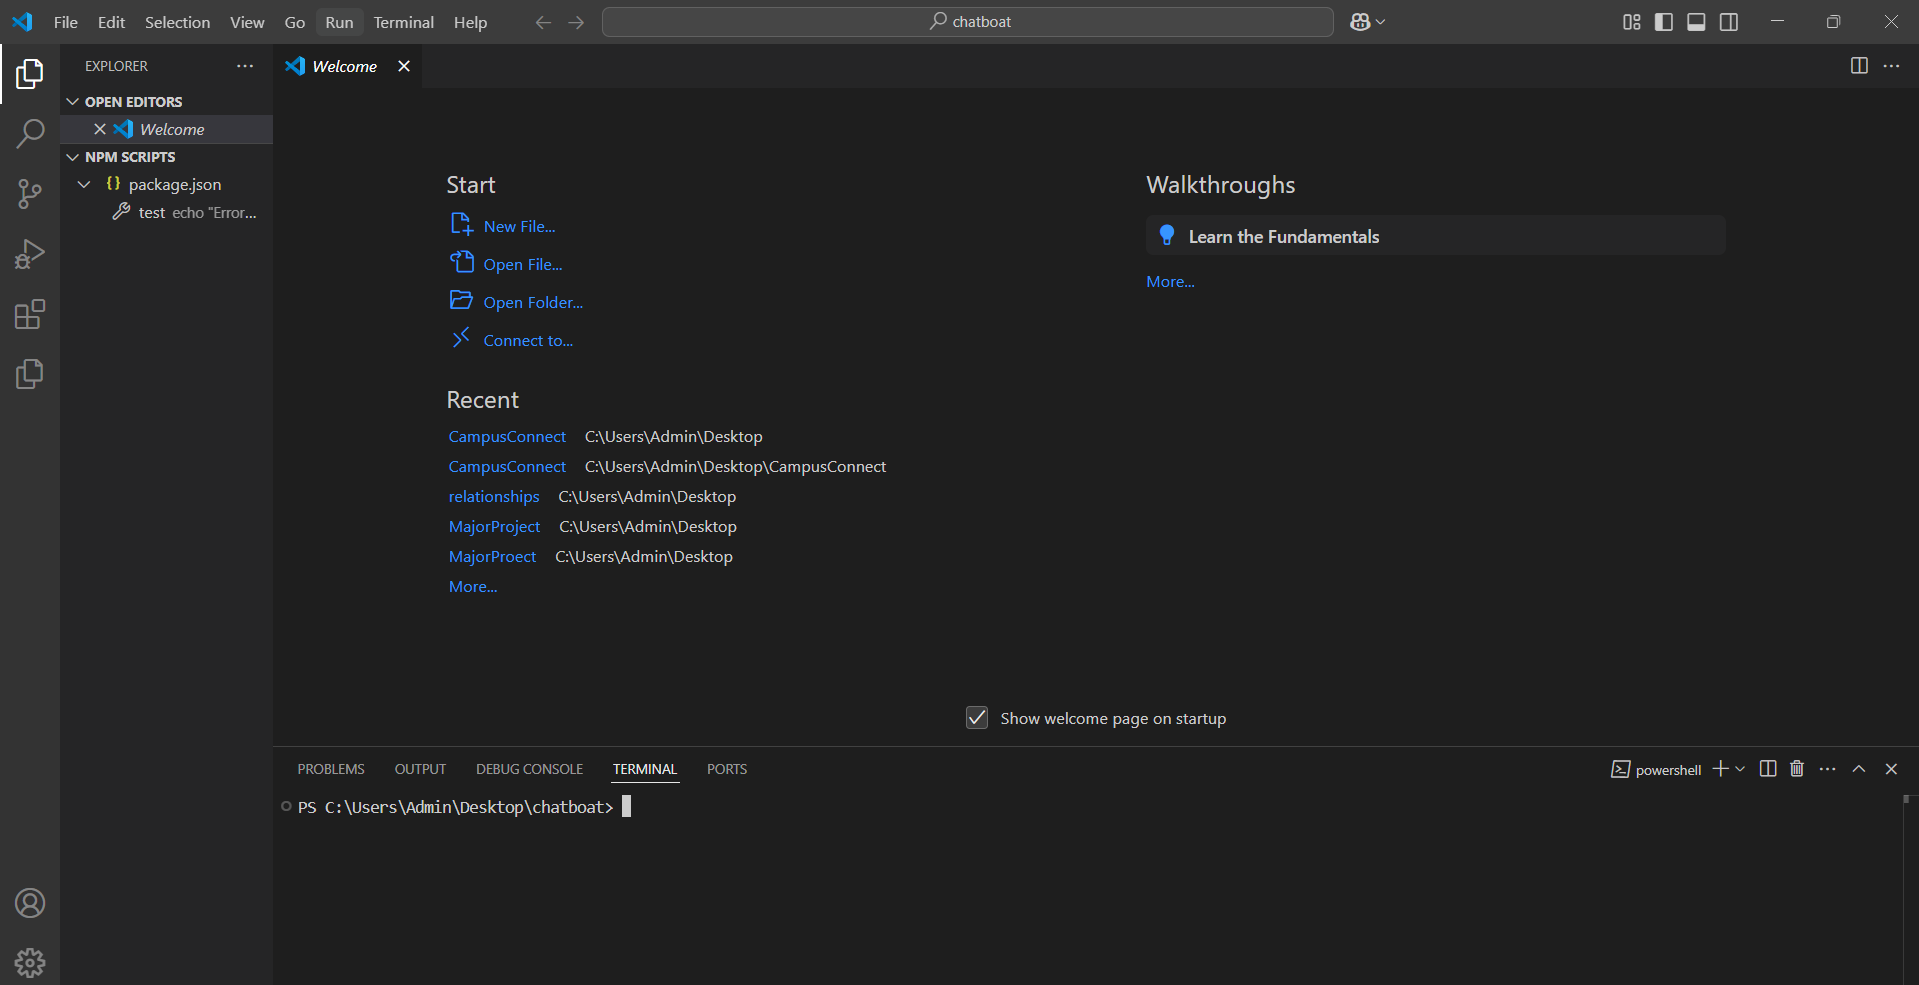 File Edit Selection View Go Run Terminal Help
chatboat
EXPLORER
Welcome
OPEN EDITORS
Welcome
NPM SCRIPTS
{} package.json
test echo "Error...
Start
New File...
Open File...
Open Folder...
Connect to...
Recent
CampusConnect C:\Users\Admin\Desktop
CampusConnect C:\Users\Admin\Desktop\CampusConnect
relationships C:\Users\Admin\Desktop
MajorProject C:\Users\Admin\Desktop
MajorProect C:\Users\Admin\Desktop
More...
Walkthroughs
Learn the Fundamentals
More...
Show welcome page on startup
PROBLEMS OUTPUT DEBUG CONSOLE TERMINAL PORTS
powershell
PS C:\Users\Admin\Desktop\chatboat>